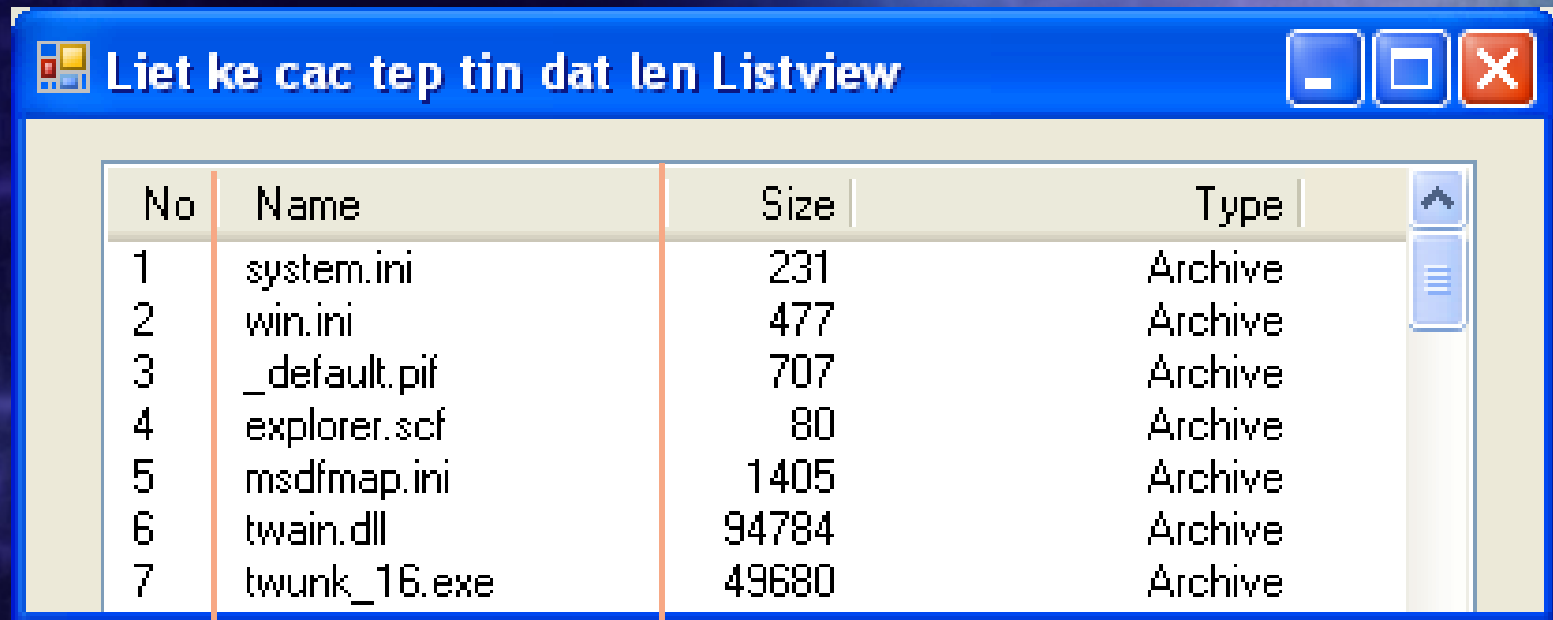 Liet ke cac tep tin dat len Listview
No Name Size Type
1 system.ini 231 Archive
2 win.ini 477 Archive
3 _default.pif 707 Archive
4 explorer.scf 80 Archive
5 msdfmap.ini 1405 Archive
6 twain.dll 94784 Archive
7 twunk_16.exe 49680 Archive